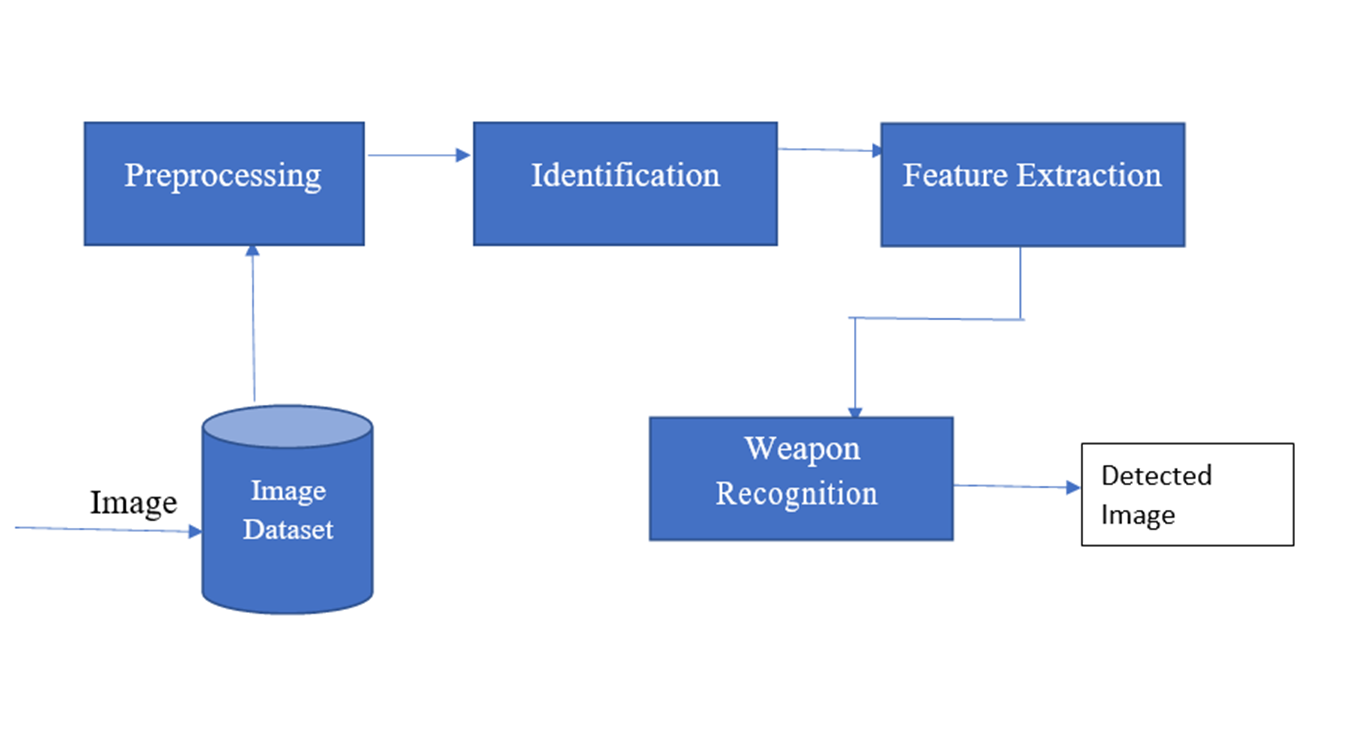 Preprocessing
Identification
Feature Extraction
Image
Image
Dataset
Weapon
Recognition
Detected
Image